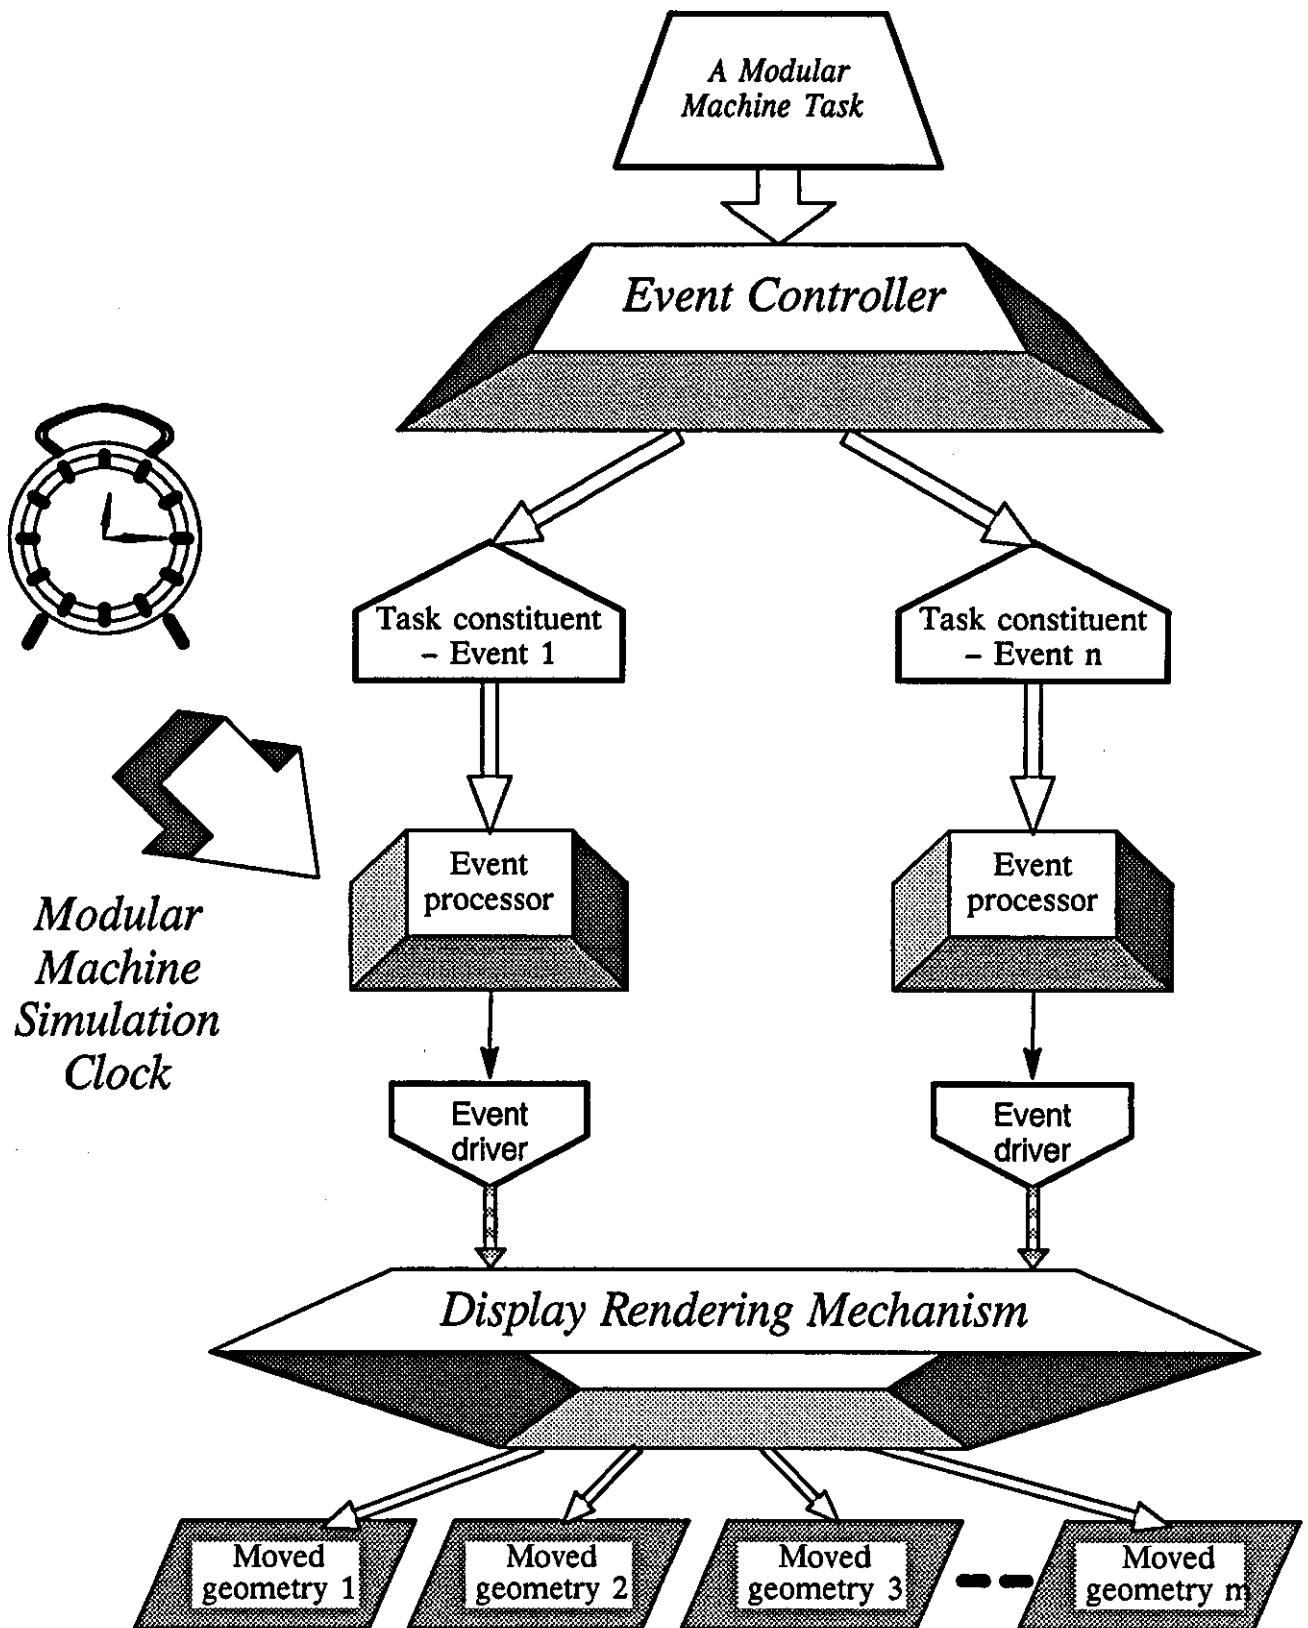 A Modular
Machine Task
Event Controller
Task constituent
– Event 1
Task constituent
– Event n
Event
processor
Event
processor
Modular
Machine
Simulation
Clock
Event
driver
Event
driver
Display Rendering Mechanism
Moved
geometry 1
Moved
geometry 2
Moved
geometry 3
Moved
geometry m